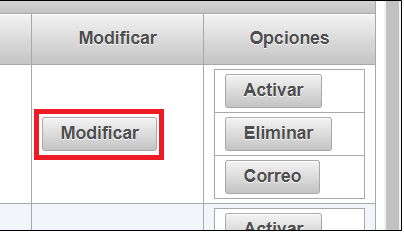 Modificar Opciones
Activar
Modificar Eliminar
Correo
Activar